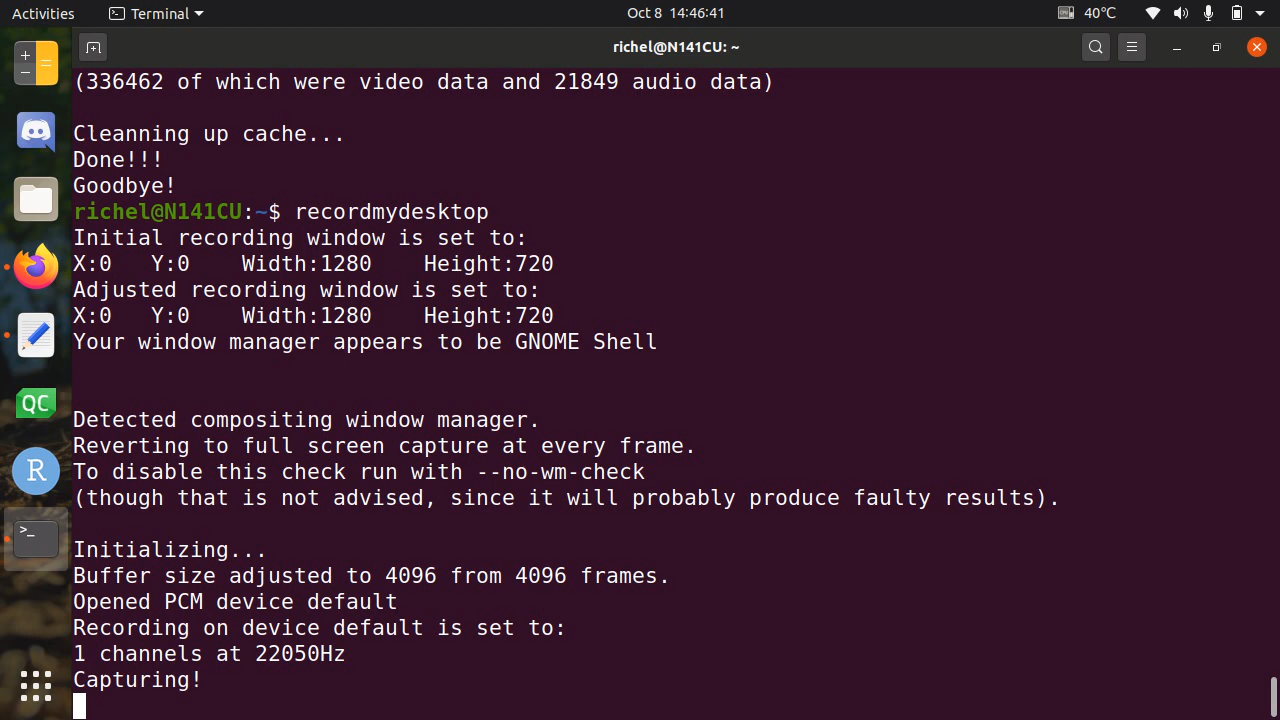 Activities Terminal Oct 8 14:46:41 40°C
richel@N141CU: ~
(336462 of which were video data and 21849 audio data)
Cleanning up cache...
Done!!!
Goodbye!
richel@N141CU:~$ recordmydesktop
Initial recording window is set to:
X:0 Y:0 Width:1280 Height:720
Adjusted recording window is set to:
X:0 Y:0 Width:1280 Height:720
Your window manager appears to be GNOME Shell
Detected compositing window manager.
Reverting to full screen capture at every frame.
To disable this check run with --no-wm-check
(though that is not advised, since it will probably produce faulty results).
Initializing...
Buffer size adjusted to 4096 from 4096 frames.
Opened PCM device default
Recording on device default is set to:
1 channels at 22050Hz
Capturing!
QC
R
>_